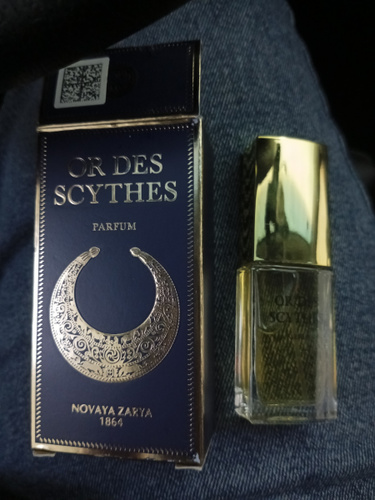 OR DES
SCYTHES
PARFUM
NOVAYA ZARYA
1864
OR DES
SCYTHES